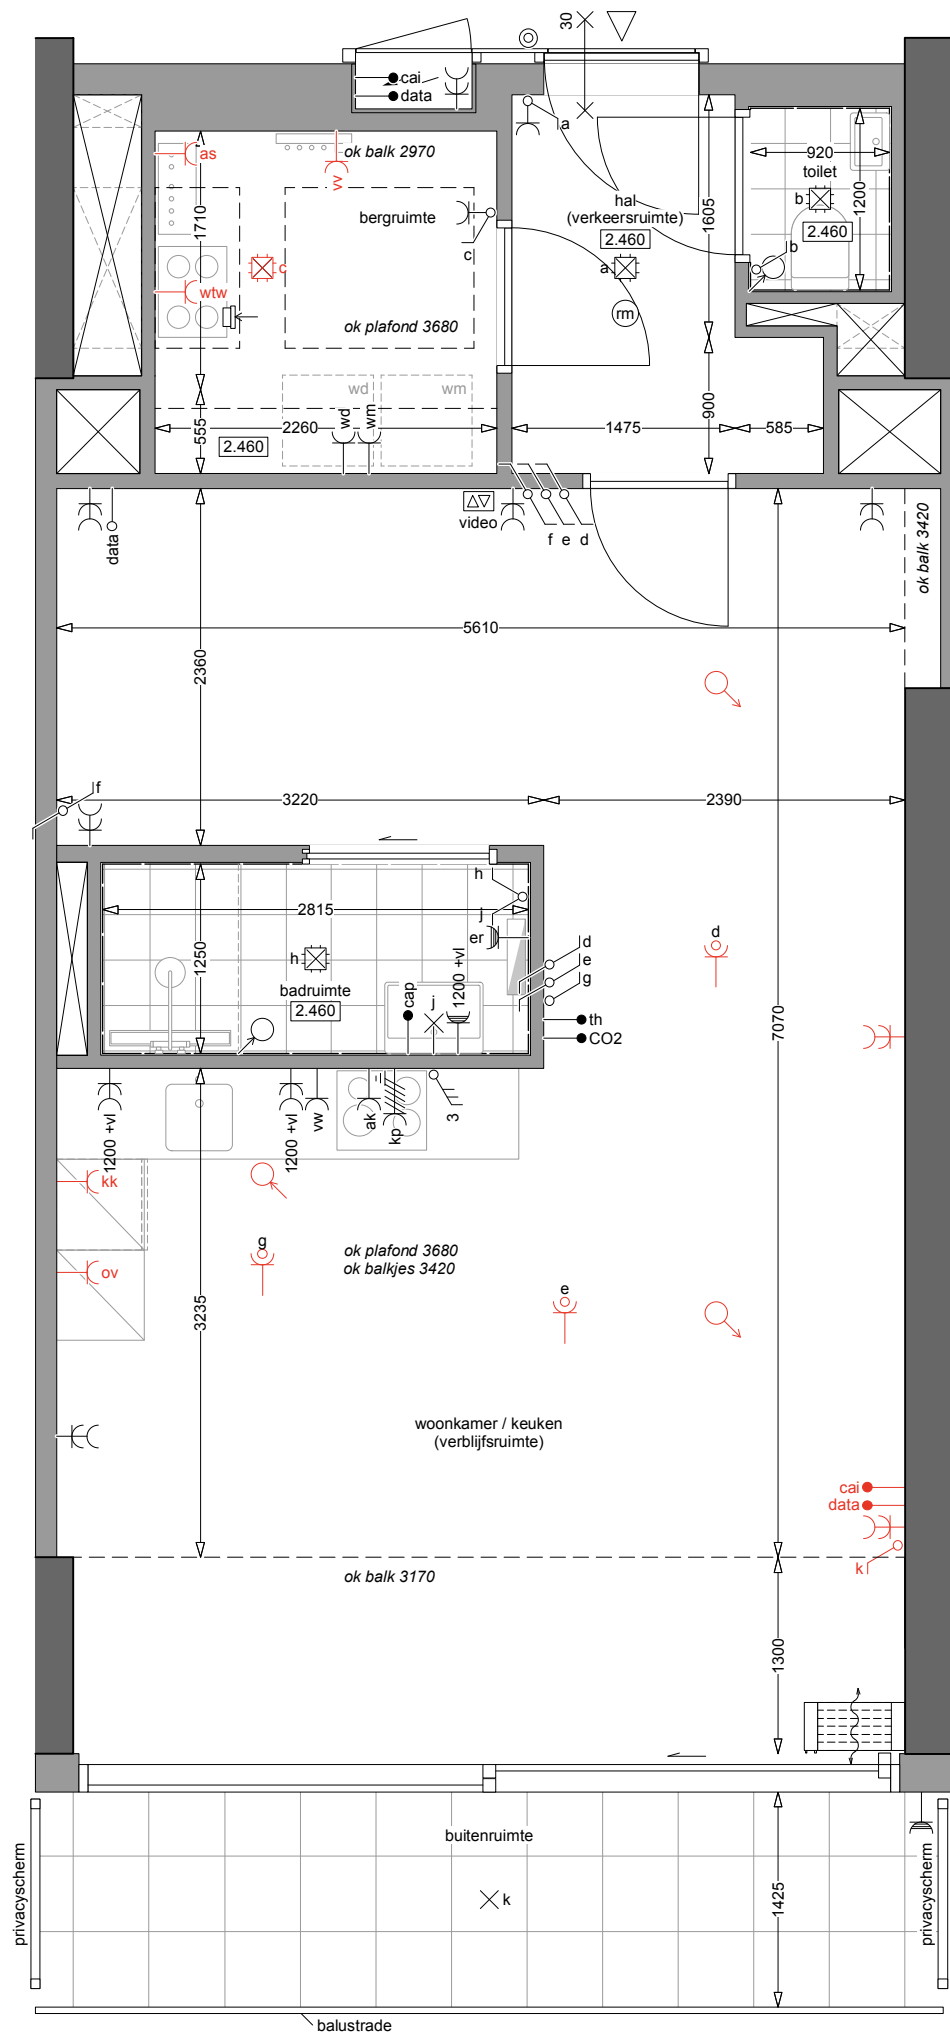 30
cai
data
a
as
vv
ok balk 2970
bergruimte
c
1710
c
wtw
ok plafond 3680
hal
(verkeersruimte)
2.460
a
rm
1605
920
toilet
b
2.460
1200
b
wd
wm
wd
wm
555
2260
2.460
1475
585
900
data
video
f e d
ok balk 3420
5610
2360
f
3220
2390
h
j
er
2815
1250
h
badruimte
2.460
cap
j
1200 +vl
d
e
g
th
CO2
d
7070
1200 +vl
1200 +vl
vw
ak
kp
3
kk
ov
g
ok plafond 3680
ok balkjes 3420
e
3235
woonkamer / keuken
(verblijfsruimte)
cai
data
k
ok balk 3170
1300
buitenruimte
privacyscherm
k
1425
privacyscherm
balustrade